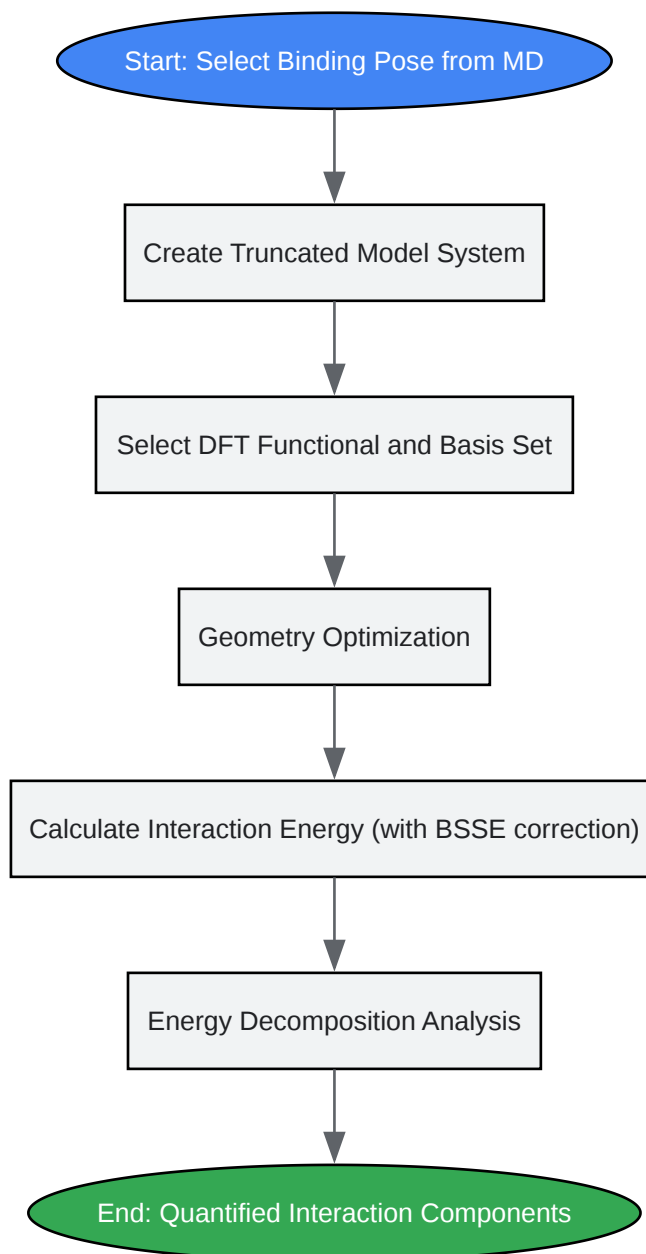 Start: Select Binding Pose from MD
Create Truncated Model System
Select DFT Functional and Basis Set
Geometry Optimization
Calculate Interaction Energy (with BSSE correction)
Energy Decomposition Analysis
End: Quantified Interaction Components